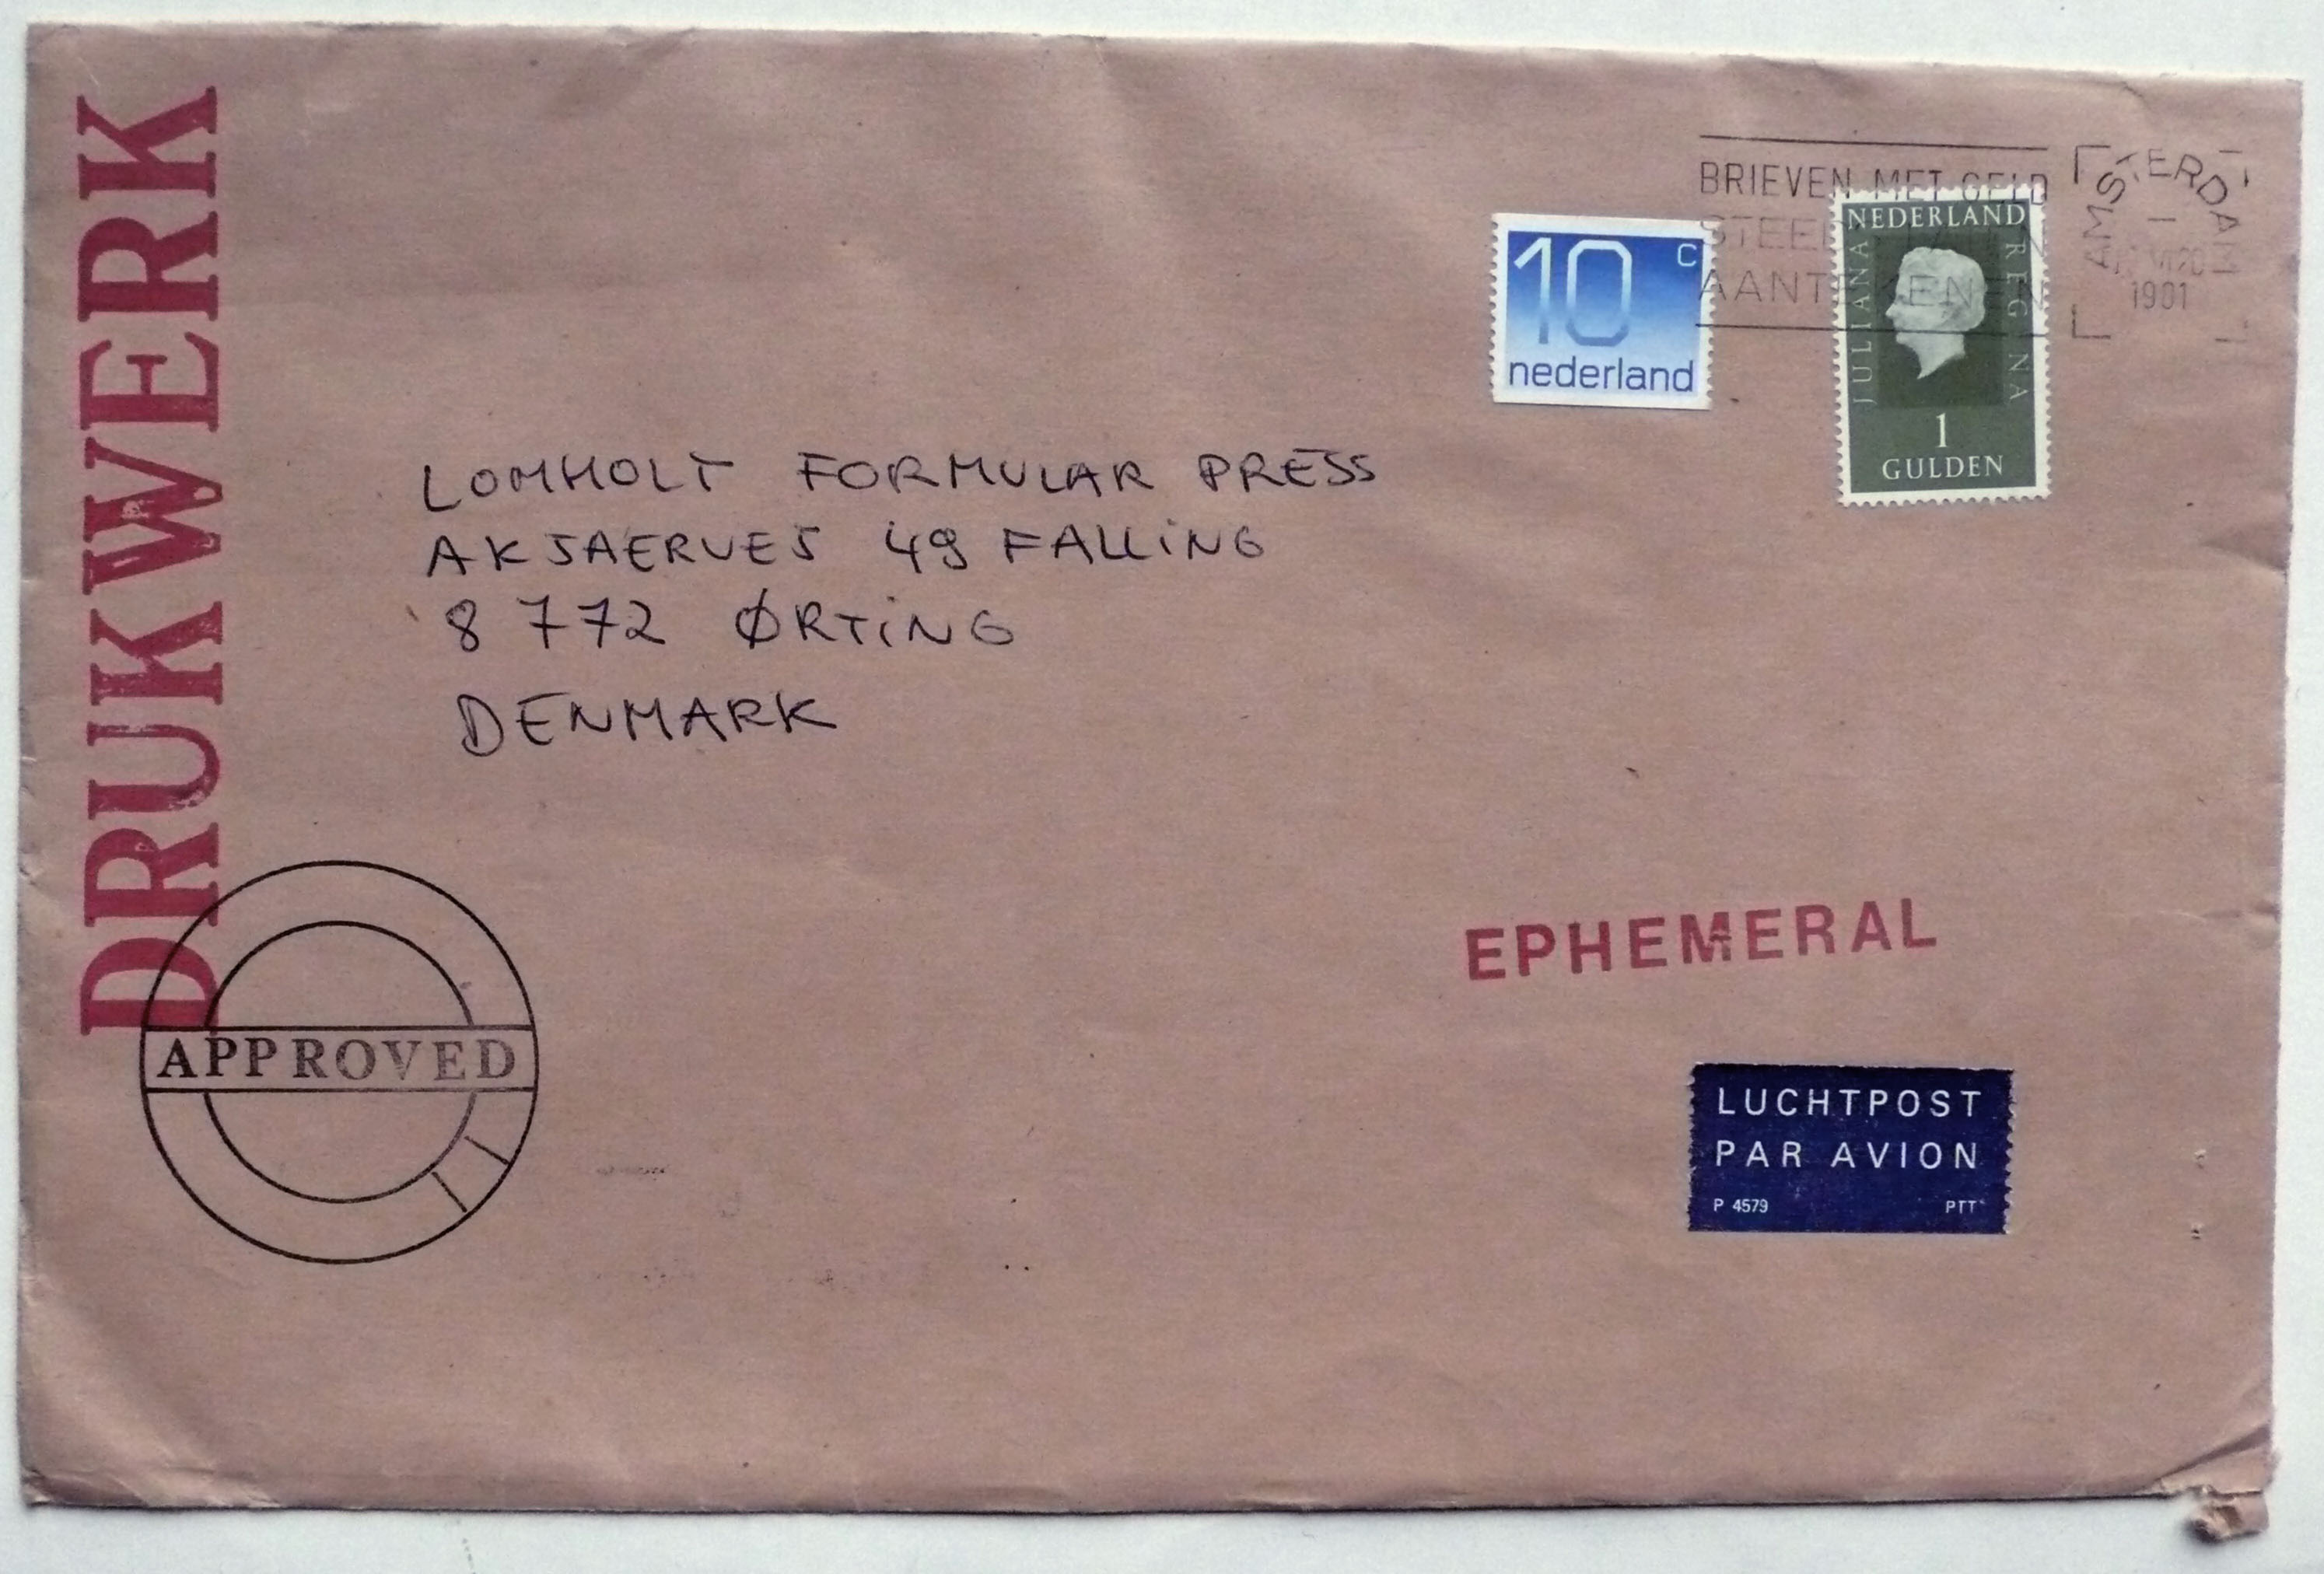 DRUKWERK
BRIEVEN MET GELD
AANTEKENEN
AMSTERDAM
1981
10 C
nederland
NEDERLAND
JULIANA REGINA
1
GULDEN
LOMHOLT FORMULAR PRESS
AKSAERVEJ 49 FALLING
8772 ØRTING
DENMARK
EPHEMERAL
APPROVED
LUCHTPOST
PAR AVION
P 4579 PTT